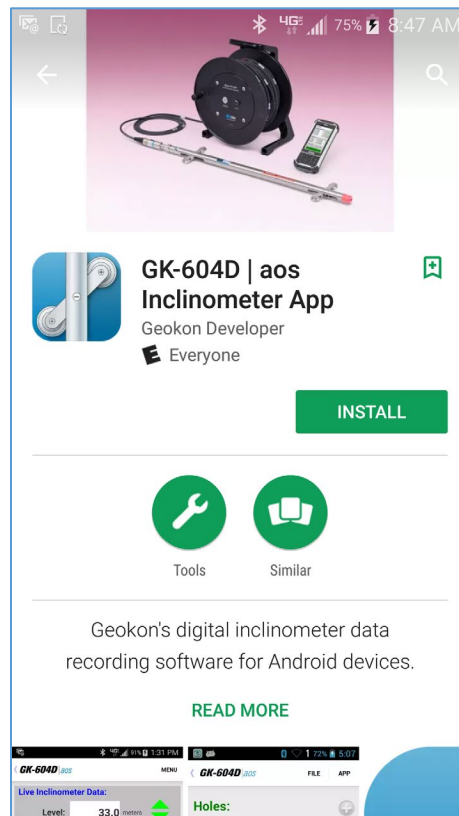 4G 75% 8:47 AM
GK-604D | aos
Inclinometer App
Geokon Developer
E Everyone
INSTALL
Tools
Similar
Geokon's digital inclinometer data
recording software for Android devices.
READ MORE
4G 91% 1:31 PM
GK-604D aos MENU
Live Inclinometer Data:
Level: 33.0 meters
1 72% 5:07
GK-604D aos FILE APP
Holes: